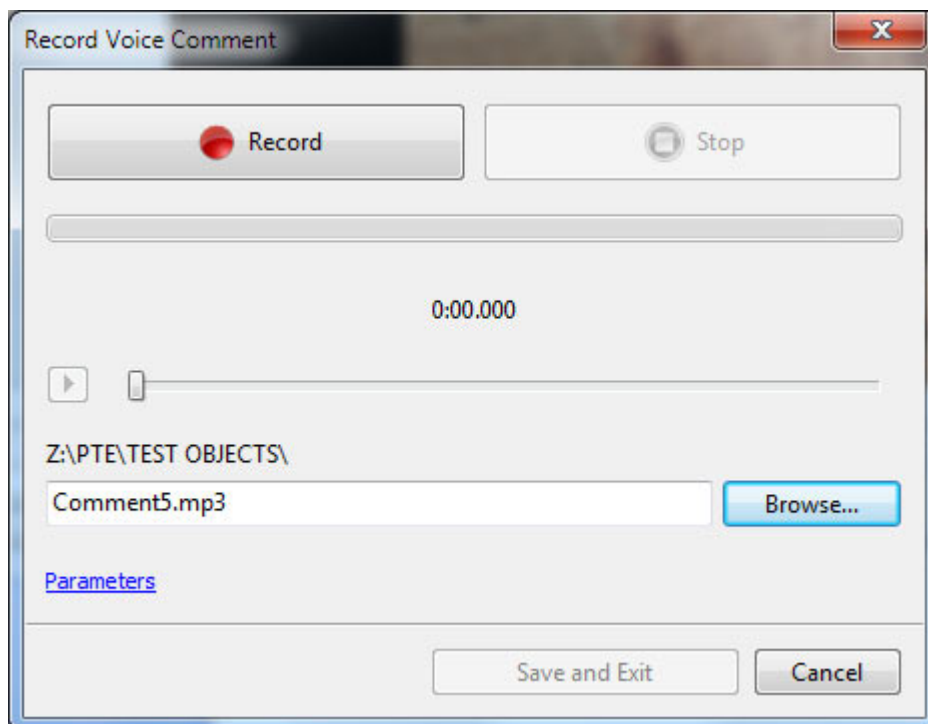 Record Voice Comment
Record
Stop
0:00.000
Z:\PTE\TEST OBJECTS\
Comment5.mp3
Browse...
Parameters
Save and Exit
Cancel